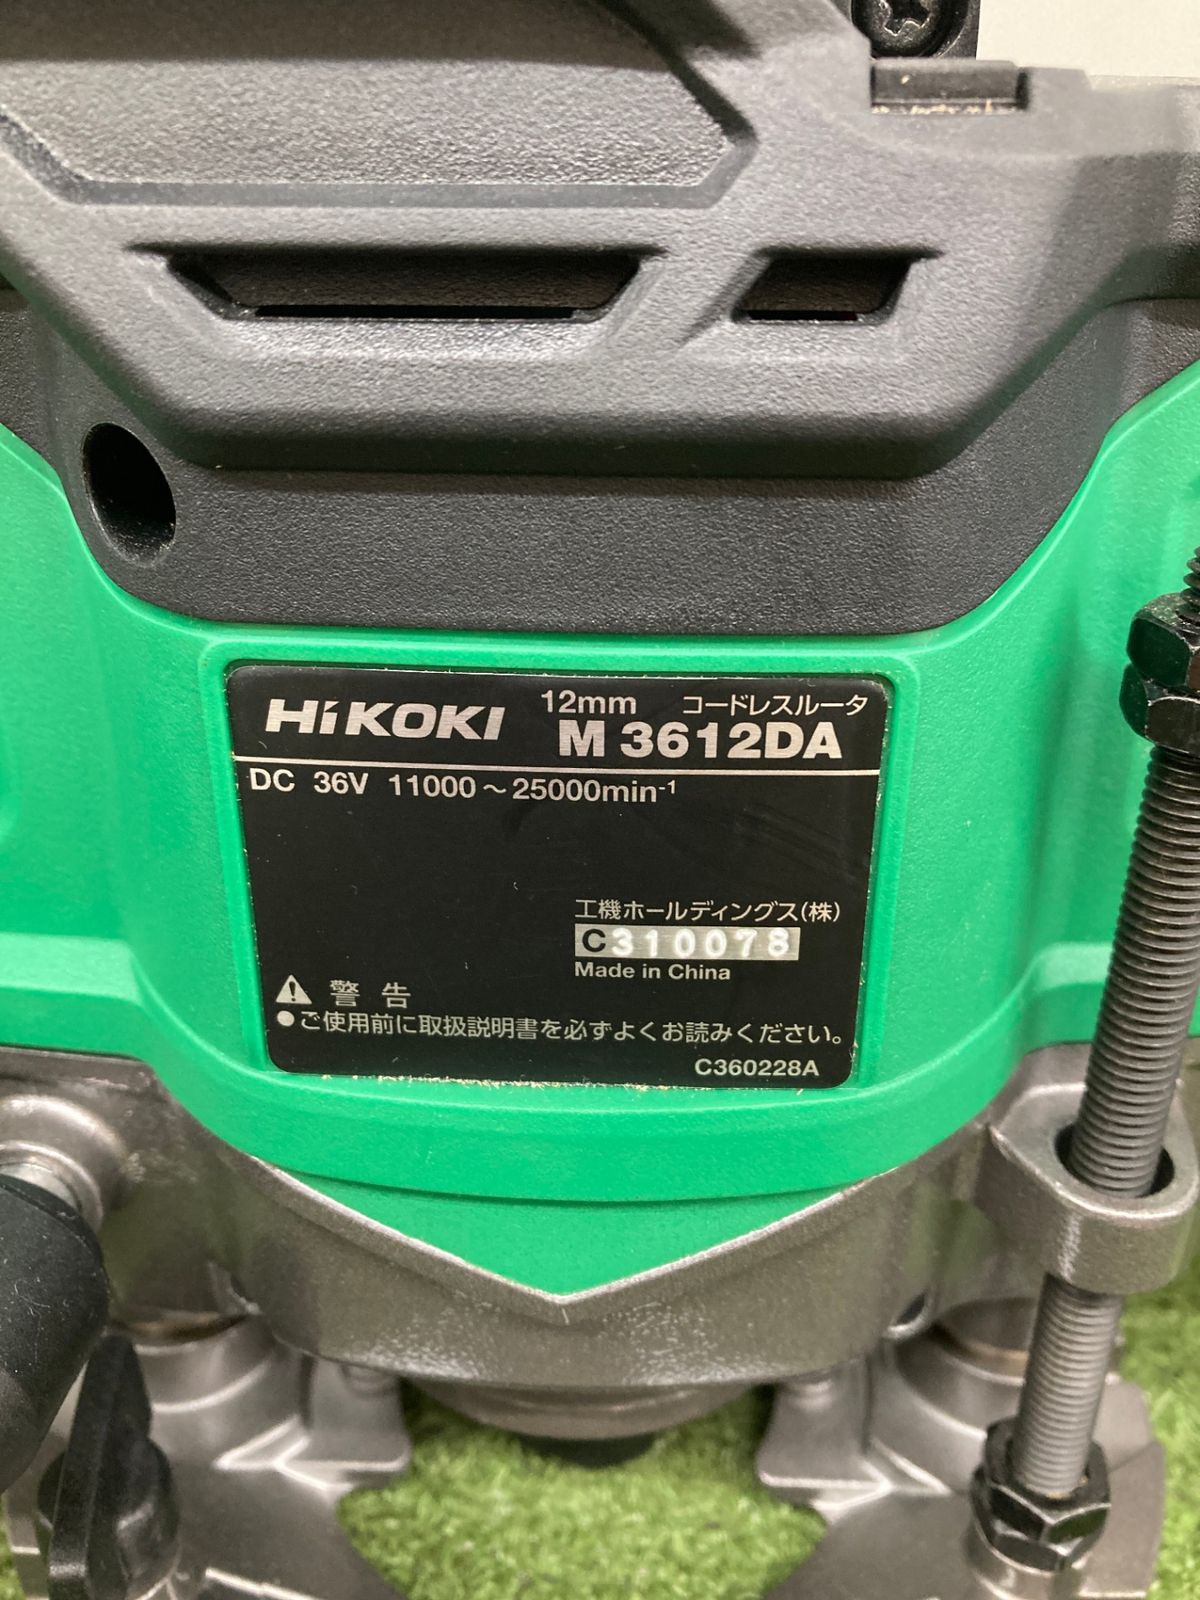 HiKOKI 12mm コードレスルータ
M 3612DA
DC 36V 11000～25000min-1
工機ホールディングス(株)
C310078
Made in China
警 告
●ご使用前に取扱説明書を必ずよくお読みください。
C360228A